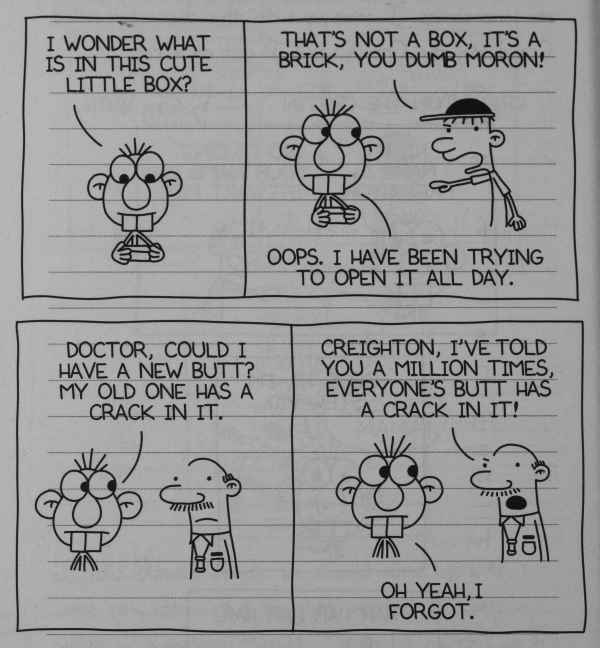 I WONDER WHAT
IS IN THIS CUTE
LITTLE BOX?
THAT'S NOT A BOX, IT'S A
BRICK, YOU DUMB MORON!
OOPS. I HAVE BEEN TRYING
TO OPEN IT ALL DAY.
DOCTOR, COULD I
HAVE A NEW BUTT?
MY OLD ONE HAS A
CRACK IN IT.
CREIGHTON, I'VE TOLD
YOU A MILLION TIMES,
EVERYONE'S BUTT HAS
A CRACK IN IT!
OH YEAH, I
FORGOT.